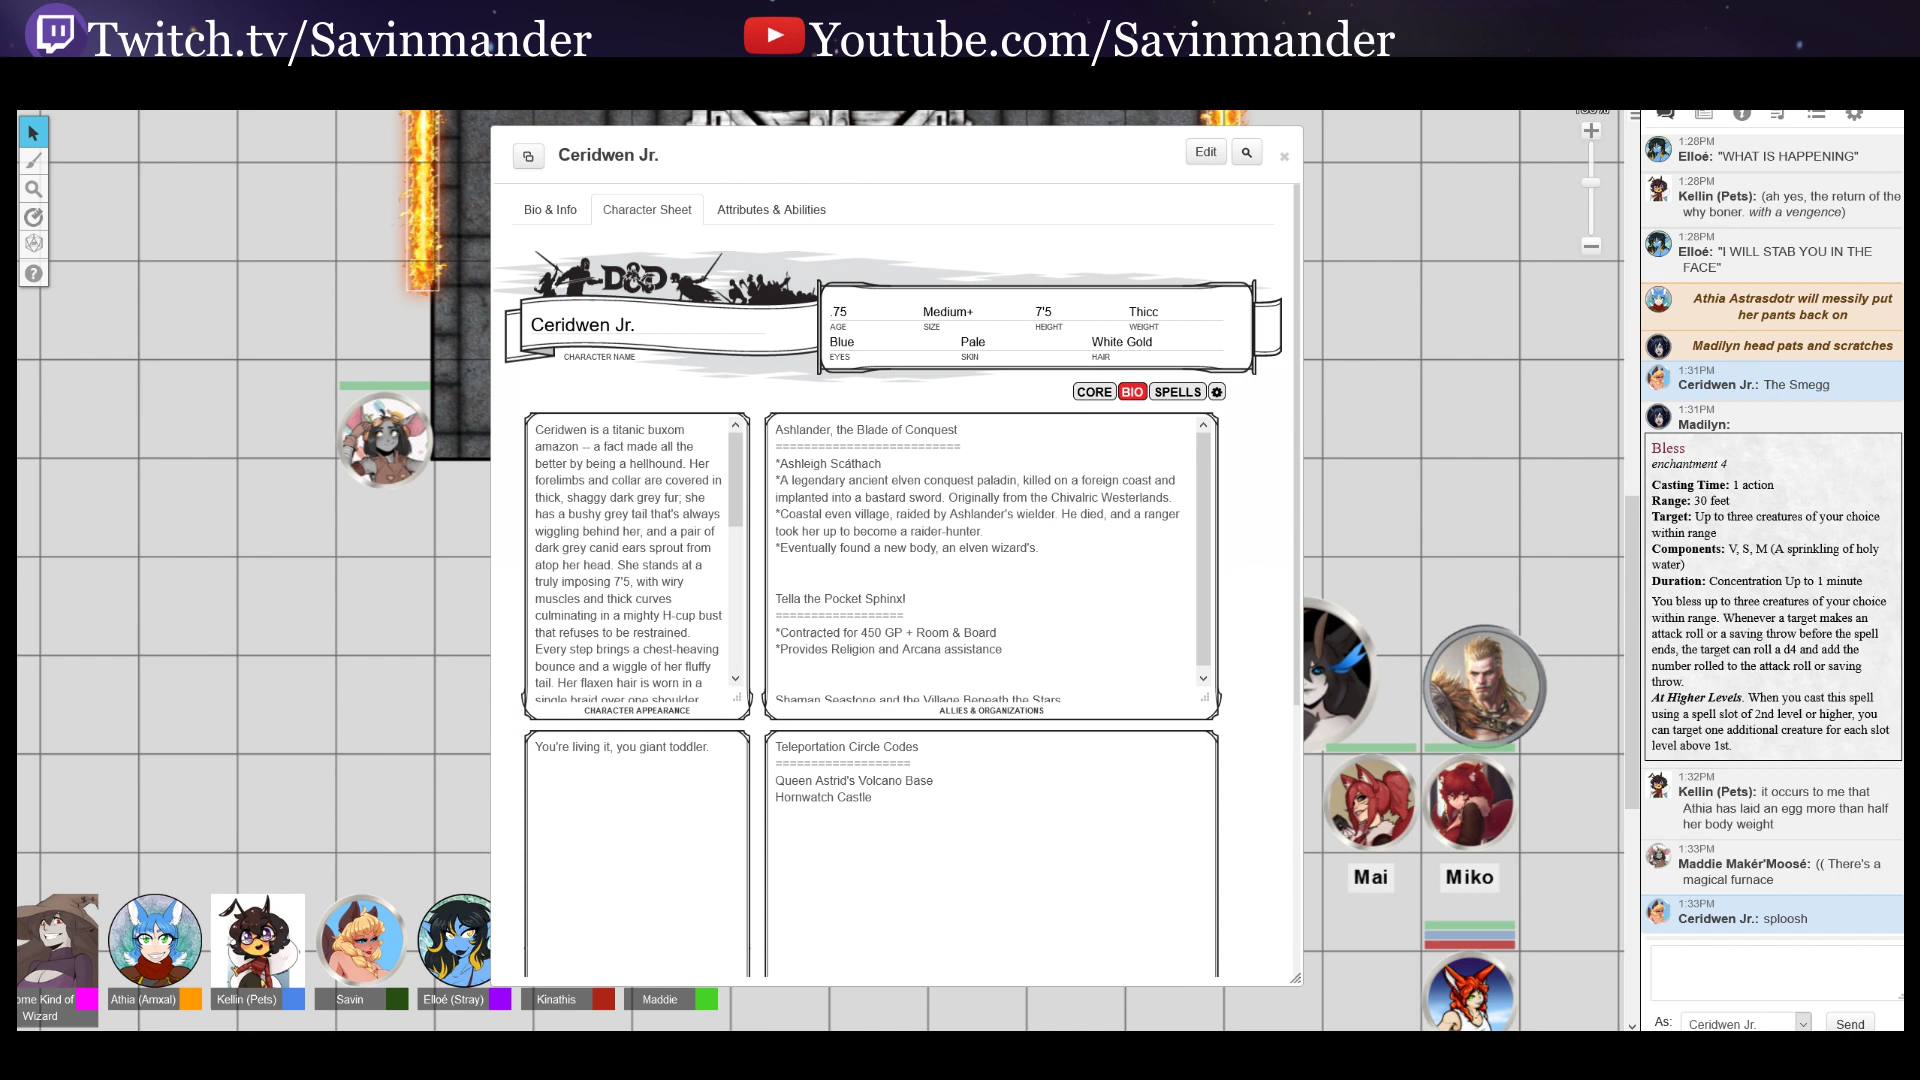 Twitch.tv/Savinmander
Youtube.com/Savinmander
Ceridwen Jr.
Edit
Bio & Info
Character Sheet
Attributes & Abilities
D&D
Ceridwen Jr.
CHARACTER NAME
.75
Medium+
7'5
Thicc
AGE
SIZE
HEIGHT
WEIGHT
Blue
Pale
White Gold
EYES
SKIN
HAIR
CORE
BIO
SPELLS
Ceridwen is a titanic buxom
amazon -- a fact made all the
better by being a hellhound. Her
forelimbs and collar are covered in
thick, shaggy dark grey fur; she
has a bushy grey tail that's always
wiggling behind her, and a pair of
dark grey canid ears sprout from
atop her head. She stands at a
truly imposing 7'5, with wiry
muscles and thick curves
culminating in a mighty H-cup bust
that refuses to be restrained.
Every step brings a chest-heaving
bounce and a wiggle of her fluffy
tail. Her flaxen hair is worn in a
single braid over one shoulder
CHARACTER APPEARANCE
Ashlander, the Blade of Conquest
==========================
*Ashleigh Scáthach
*A legendary ancient elven conquest paladin, killed on a foreign coast and
implanted into a bastard sword. Originally from the Chivalric Westerlands.
*Coastal even village, raided by Ashlander's wielder. He died, and a ranger
took her up to become a raider-hunter.
*Eventually found a new body, an elven wizard's.
Tella the Pocket Sphinx!
==================
*Contracted for 450 GP + Room & Board
*Provides Religion and Arcana assistance
Shaman Seastone and the Village Beneath the Stars
ALLIES & ORGANIZATIONS
You're living it, you giant toddler.
Teleportation Circle Codes
===================
Queen Astrid's Volcano Base
Hornwatch Castle
Mai
Miko
ome Kind of
Wizard
Athia (Amxal)
Kellin (Pets)
Savin
Elloé (Stray)
Kinathis
Maddie
1:28PM
Elloé: "WHAT IS HAPPENING"
1:28PM
Kellin (Pets): (ah yes, the return of the
why boner. with a vengence)
1:28PM
Elloé: "I WILL STAB YOU IN THE
FACE"
Athia Astrasdotr will messily put
her pants back on
Madilyn head pats and scratches
1:31PM
Ceridwen Jr.: The Smegg
1:31PM
Madilyn:
Bless
enchantment 4
Casting Time: 1 action
Range: 30 feet
Target: Up to three creatures of your choice
within range
Components: V, S, M (A sprinkling of holy
water)
Duration: Concentration Up to 1 minute
You bless up to three creatures of your choice
within range. Whenever a target makes an
attack roll or a saving throw before the spell
ends, the target can roll a d4 and add the
number rolled to the attack roll or saving
throw.
At Higher Levels. When you cast this spell
using a spell slot of 2nd level or higher, you
can target one additional creature for each slot
level above 1st.
1:32PM
Kellin (Pets): it occurs to me that
Athia has laid an egg more than half
her body weight
1:33PM
Maddie Makér'Moosé: (( There's a
magical furnace
1:33PM
Ceridwen Jr.: sploosh
As:
Ceridwen Jr.
Send